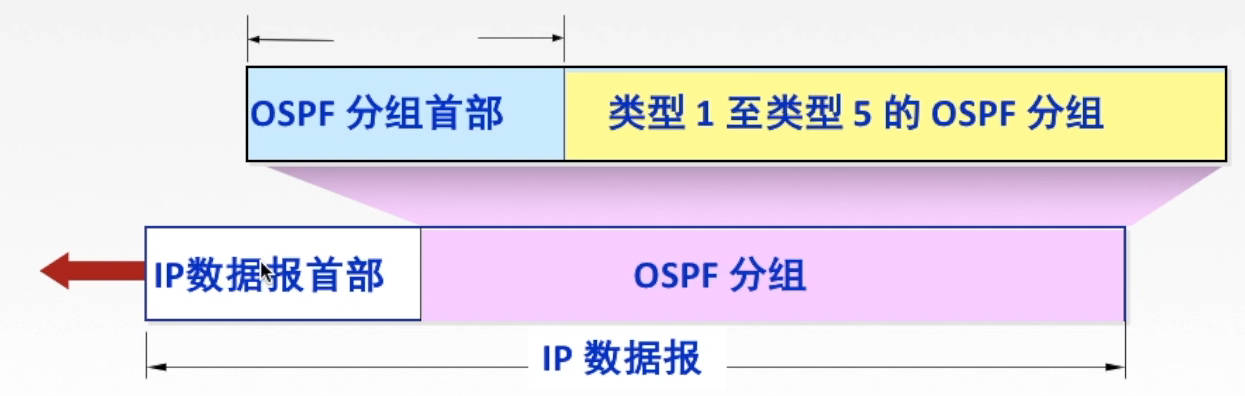 OSPF 分组首部
类型 1 至类型 5 的 OSPF 分组
IP数据报首部
OSPF 分组
IP 数据报